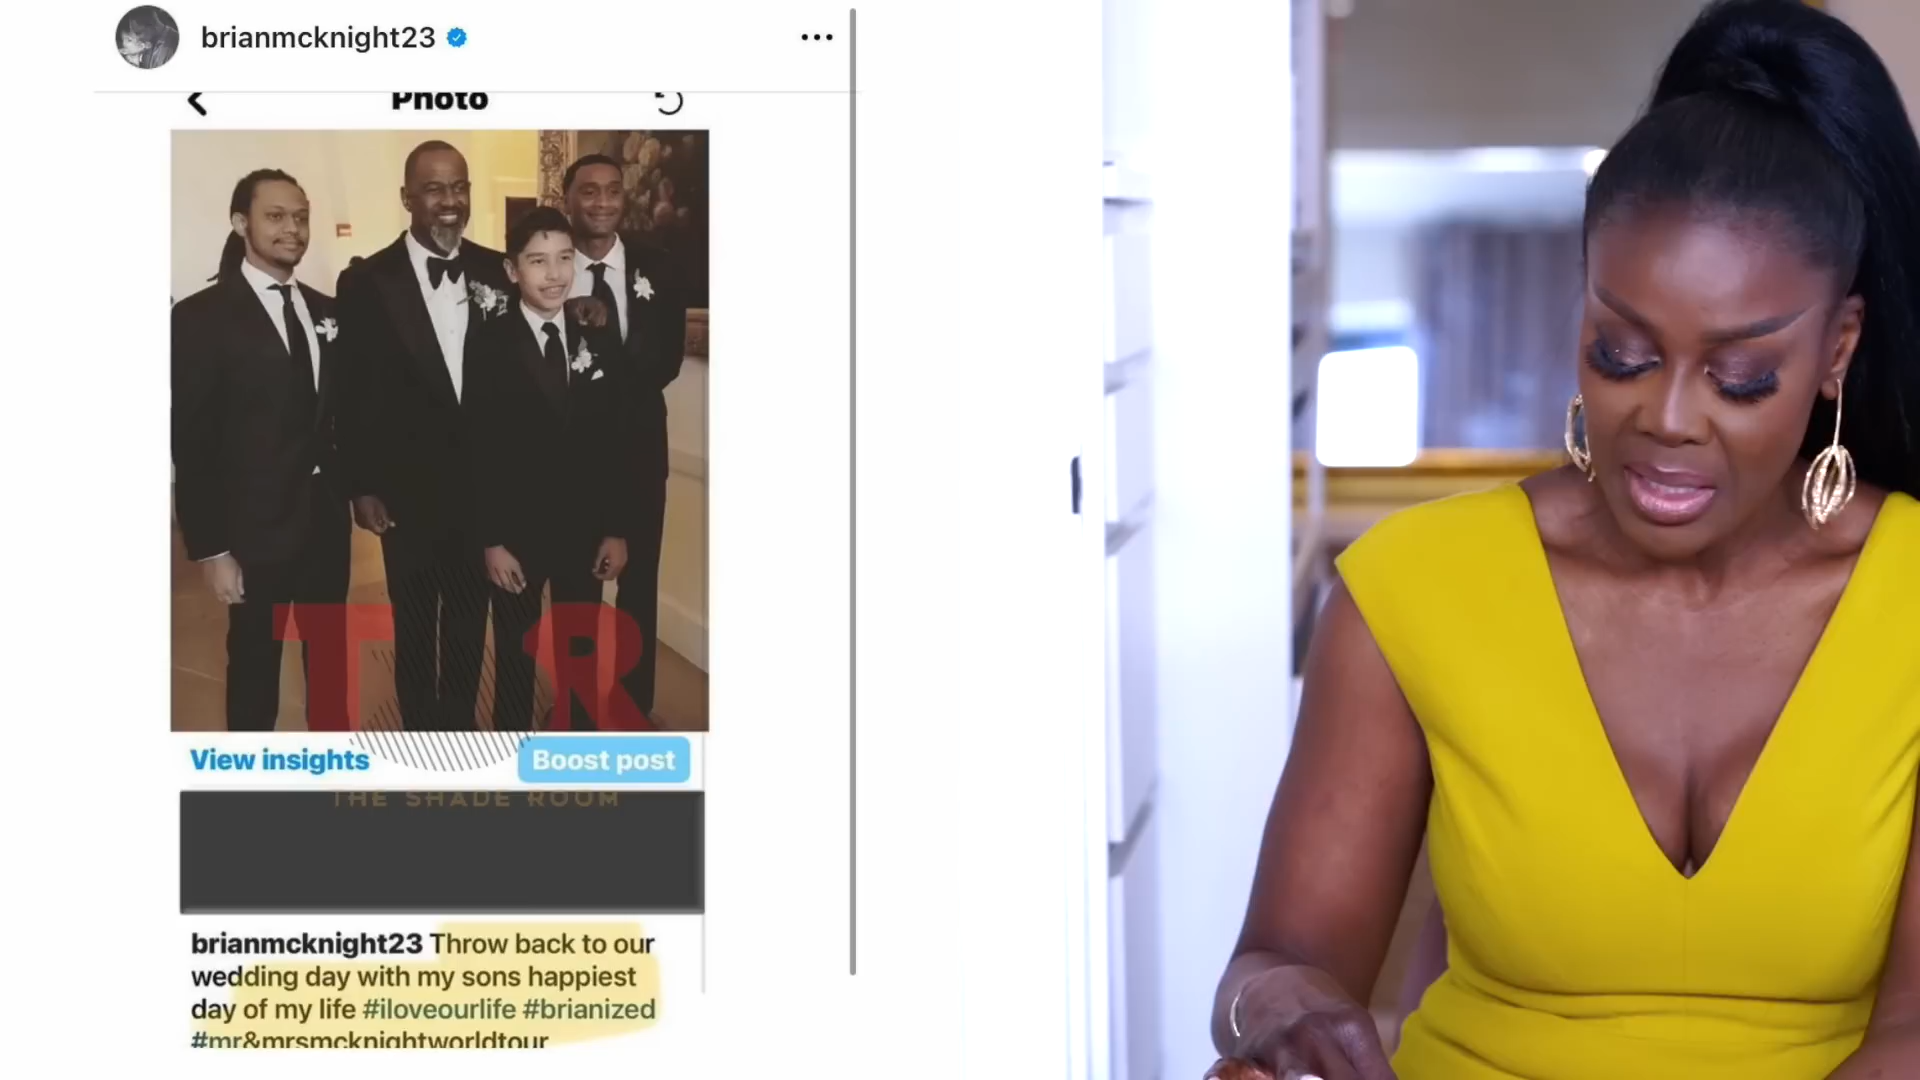 brianmcknight23
Photo
TSR
View insights
Boost post
THE SHADE ROOM
brianmcknight23 Throw back to our
wedding day with my sons happiest
day of my life #iloveourlife #brianized
#mr&mrsmcknightworldtour